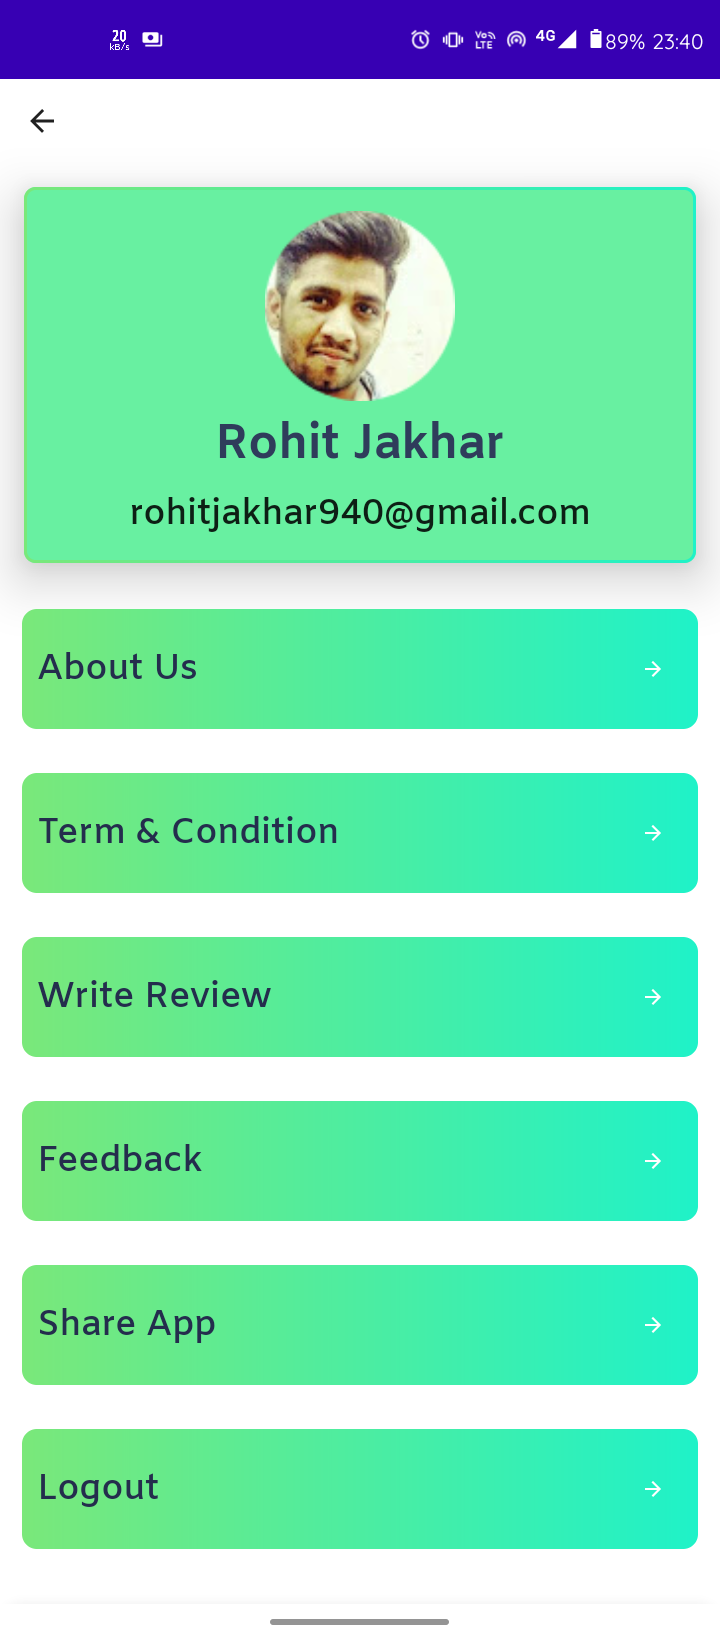 20 kB/s Vo LTE 4G 89% 23:40
Rohit Jakhar
rohitjakhar940@gmail.com
About Us
Term & Condition
Write Review
Feedback
Share App
Logout